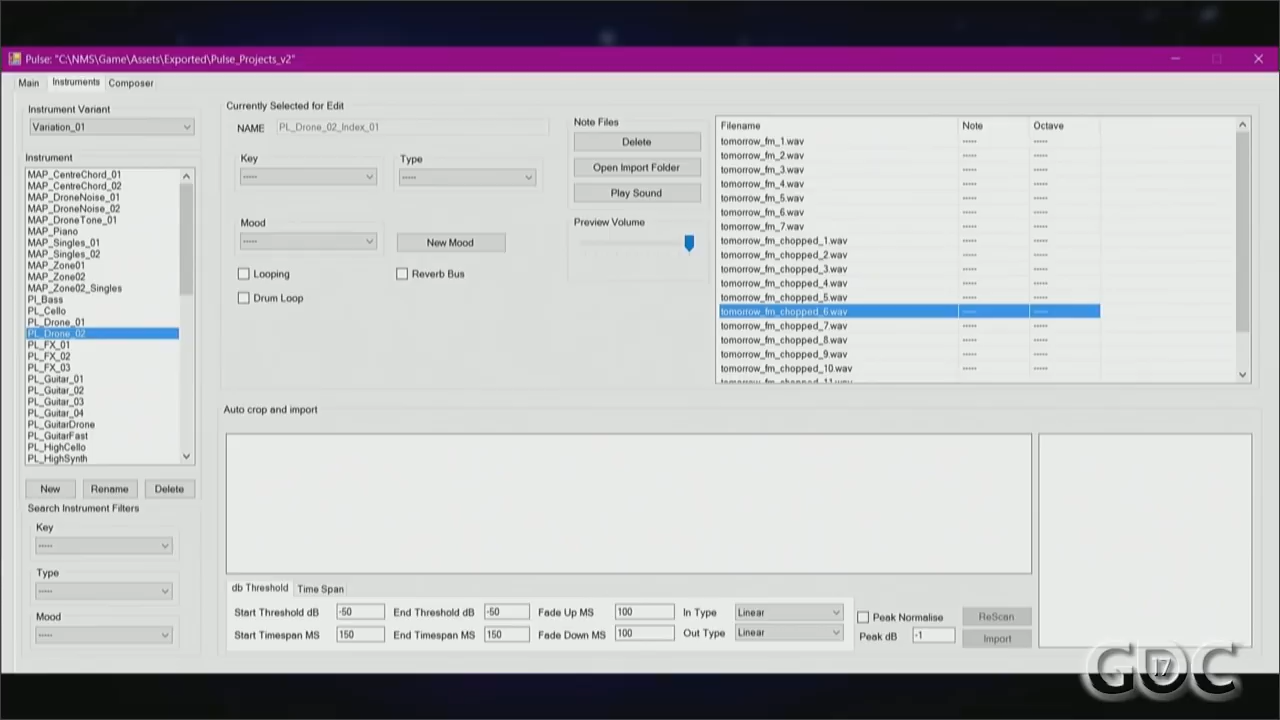 Pulse: "C:\NMS\Game\Assets\Exported\Pulse_Projects_v2"
Main Instruments Composer
Instrument Variant
Variation_01
Instrument
MAP_CentreChord_01
MAP_CentreChord_02
MAP_DroneNoise_01
MAP_DroneNoise_02
MAP_DroneTone_01
MAP_Piano
MAP_Singles_01
MAP_Singles_02
MAP_Zone01
MAP_Zone02
MAP_Zone02_Singles
PL_Bass
PL_Cello
PL_Drone_01
PL_Drone_02
PL_FX_01
PL_FX_02
PL_FX_03
PL_Guitar_01
PL_Guitar_02
PL_Guitar_03
PL_Guitar_04
PL_GuitarDrone
PL_GuitarFast
PL_HighCello
PL_HighSynth
New Rename Delete
Search Instrument Filters
Key
-----
Type
-----
Mood
-----
Currently Selected for Edit
NAME PL_Drone_02_Index_01
Key Type
----- -----
Mood
----- New Mood
Looping Reverb Bus
Drum Loop
Note Files
Delete
Open Import Folder
Play Sound
Preview Volume
Filename Note Octave
tomorrow_fm_1.wav ----- -----
tomorrow_fm_2.wav ----- -----
tomorrow_fm_3.wav ----- -----
tomorrow_fm_4.wav ----- -----
tomorrow_fm_5.wav ----- -----
tomorrow_fm_6.wav ----- -----
tomorrow_fm_7.wav ----- -----
tomorrow_fm_chopped_1.wav ----- -----
tomorrow_fm_chopped_2.wav ----- -----
tomorrow_fm_chopped_3.wav ----- -----
tomorrow_fm_chopped_4.wav ----- -----
tomorrow_fm_chopped_5.wav ----- -----
tomorrow_fm_chopped_6.wav ----- -----
tomorrow_fm_chopped_7.wav ----- -----
tomorrow_fm_chopped_8.wav ----- -----
tomorrow_fm_chopped_9.wav ----- -----
tomorrow_fm_chopped_10.wav ----- -----
tomorrow_fm_chopped_11.wav
Auto crop and import
db Threshold Time Span
Start Threshold dB -50 End Threshold dB -50 Fade Up MS 100 In Type Linear
Start Timespan MS 150 End Timespan MS 150 Fade Down MS 100 Out Type Linear
Peak Normalise ReScan
Peak dB -1 Import
GDC 17